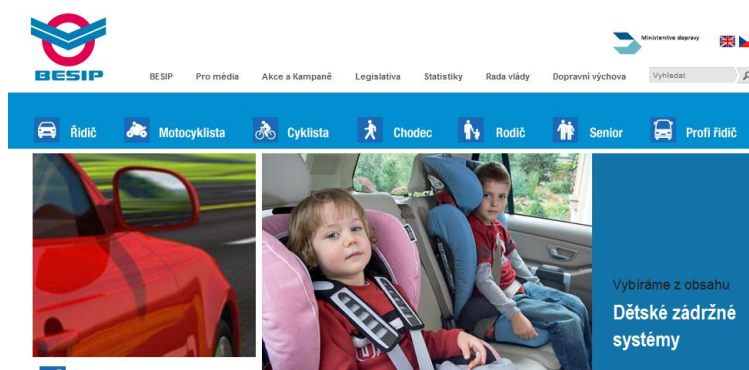 Ministerstvo dopravy
BESIP
BESIP Pro média Akce a Kampaně Legislativa Statistiky Rada vlády Dopravní výchova Vyhledat
Řidič Motocyklista Cyklista Chodec Rodič Senior Profi řidič
Vybíráme z obsahu
Dětské zádržné
systémy